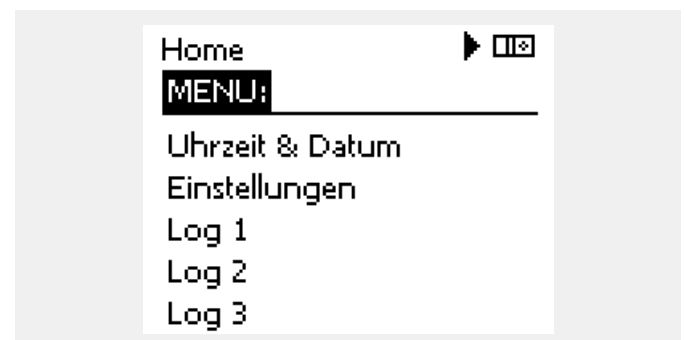 Home
MENU:
Uhrzeit & Datum
Einstellungen
Log 1
Log 2
Log 3